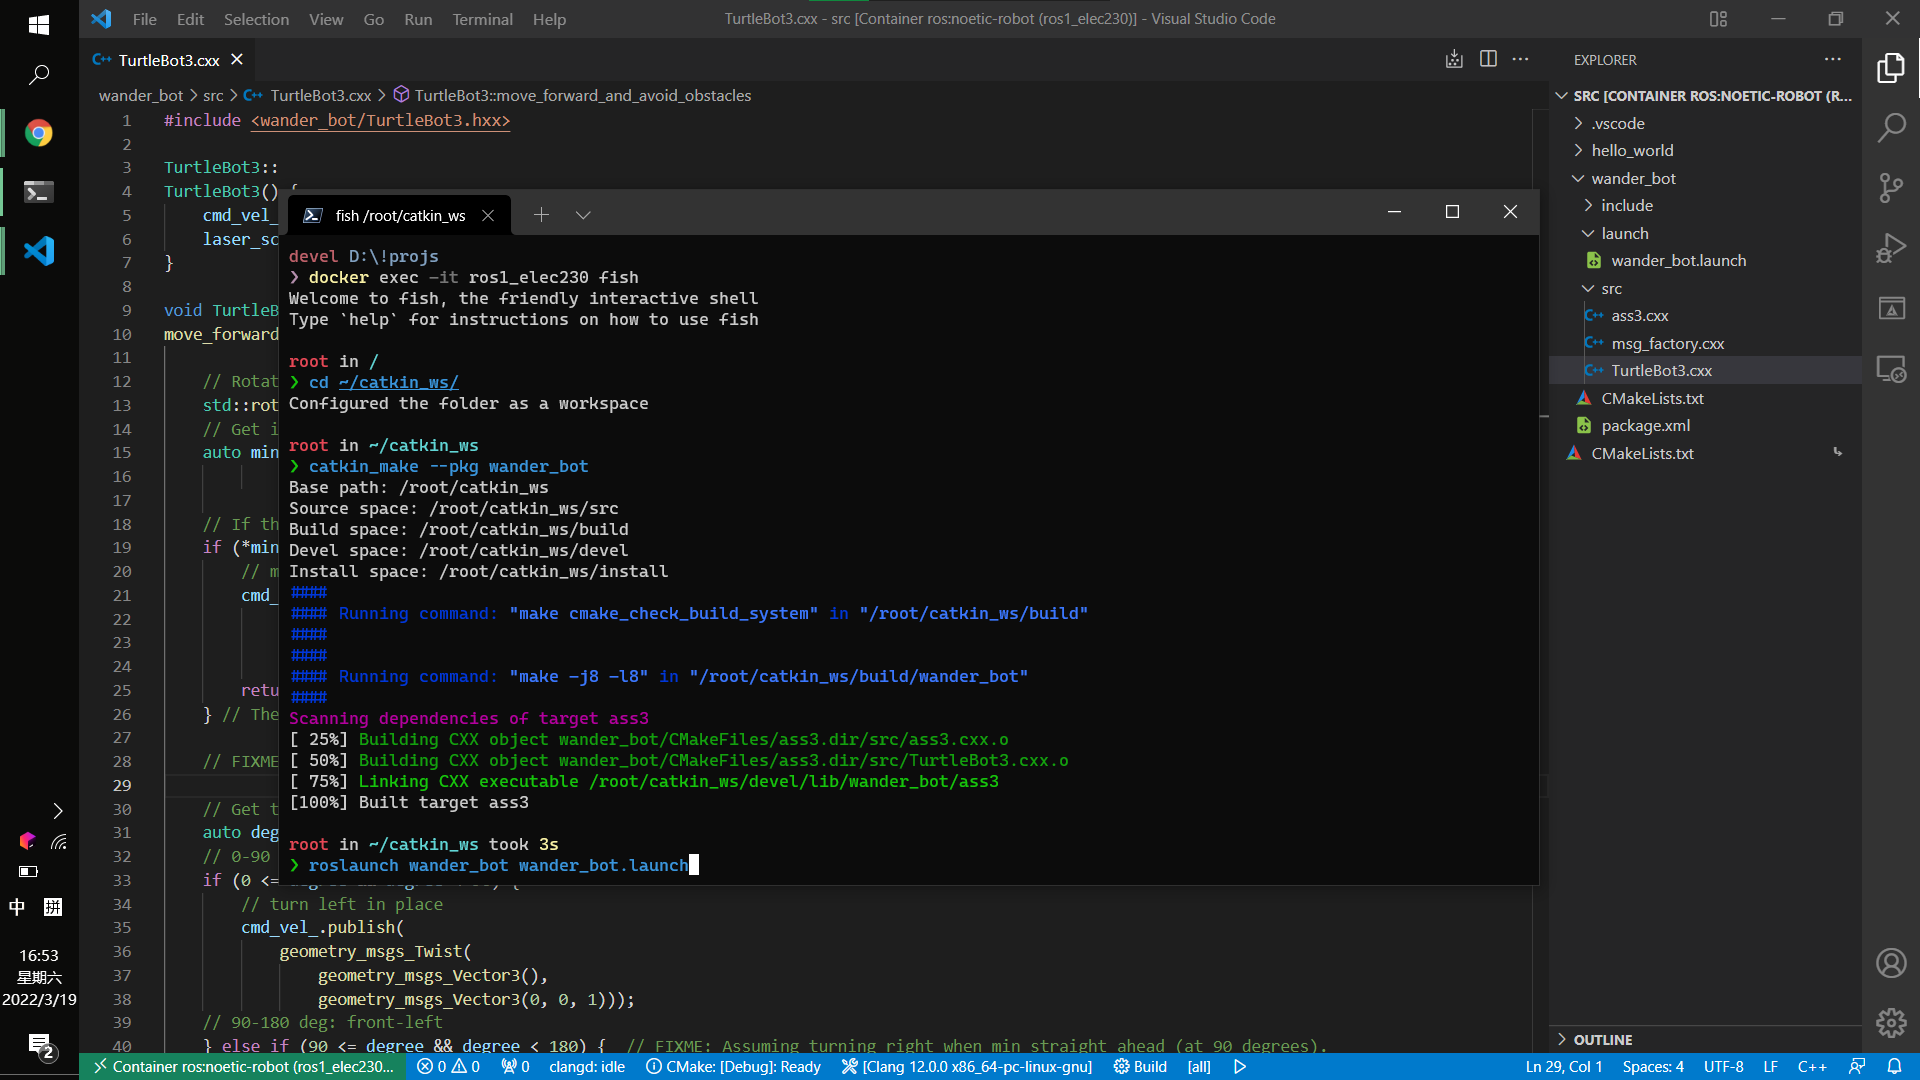 File Edit Selection View Go Run Terminal Help
TurtleBot3.cxx - src [Container ros:noetic-robot (ros1_elec230)] - Visual Studio Code
TurtleBot3.cxx
wander_bot > src > TurtleBot3.cxx > TurtleBot3::move_forward_and_avoid_obstacles
1 #include <wander_bot/TurtleBot3.hxx>
2
3 TurtleBot3::
4 TurtleBot3() {
5 cmd_vel_
6 laser_sc
7 }
8
9 void TurtleB
10 move_forward
11
12 // Rotat
13 std::rot
14 // Get i
15 auto min
16
17
18 // If th
19 if (*min
20 // m
21 cmd_
22
23
24
25 retu
26 } // The
27
28 // FIXME
29
30 // Get t
31 auto deg
32 // 0-90
33 if (0 <=
34 // turn left in place
35 cmd_vel_.publish(
36 geometry_msgs_Twist(
37 geometry_msgs_Vector3(),
38 geometry_msgs_Vector3(0, 0, 1)));
39 // 90-180 deg: front-left
40 } else if (90 <= degree && degree < 180) { // FIXME: Assuming turning right when min straight ahead (at 90 degrees).
fish /root/catkin_ws
devel D:\!projs
❯ docker exec -it ros1_elec230 fish
Welcome to fish, the friendly interactive shell
Type `help` for instructions on how to use fish
root in /
❯ cd ~/catkin_ws/
Configured the folder as a workspace
root in ~/catkin_ws
❯ catkin_make --pkg wander_bot
Base path: /root/catkin_ws
Source space: /root/catkin_ws/src
Build space: /root/catkin_ws/build
Devel space: /root/catkin_ws/devel
Install space: /root/catkin_ws/install
####
#### Running command: "make cmake_check_build_system" in "/root/catkin_ws/build"
####
####
#### Running command: "make -j8 -l8" in "/root/catkin_ws/build/wander_bot"
####
Scanning dependencies of target ass3
[ 25%] Building CXX object wander_bot/CMakeFiles/ass3.dir/src/ass3.cxx.o
[ 50%] Building CXX object wander_bot/CMakeFiles/ass3.dir/src/TurtleBot3.cxx.o
[ 75%] Linking CXX executable /root/catkin_ws/devel/lib/wander_bot/ass3
[100%] Built target ass3
root in ~/catkin_ws took 3s
❯ roslaunch wander_bot wander_bot.launch
EXPLORER
SRC [CONTAINER ROS:NOETIC-ROBOT (R...
.vscode
hello_world
wander_bot
include
launch
wander_bot.launch
src
ass3.cxx
msg_factory.cxx
TurtleBot3.cxx
CMakeLists.txt
package.xml
CMakeLists.txt
OUTLINE
中 拼
16:53
星期六
2022/3/19
2
Container ros:noetic-robot (ros1_elec230... 0 0 0 clangd: idle CMake: [Debug]: Ready [Clang 12.0.0 x86_64-pc-linux-gnu] Build [all] Ln 29, Col 1 Spaces: 4 UTF-8 LF C++